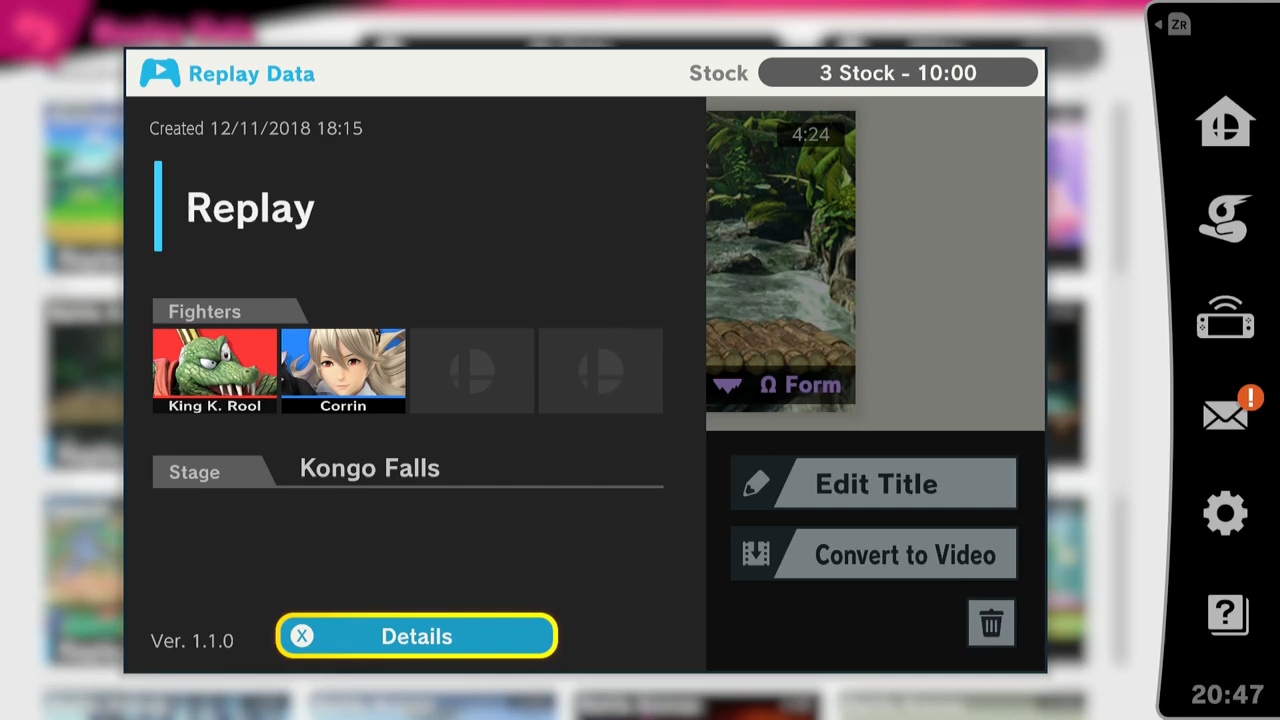 ZR
Replay Data
Stock
3 Stock - 10:00
Created 12/11/2018 18:15
4:24
Replay
Fighters
King K. Rool
Corrin
Ω Form
Stage
Kongo Falls
Edit Title
Convert to Video
Ver. 1.1.0
X
Details
!
?
20:47